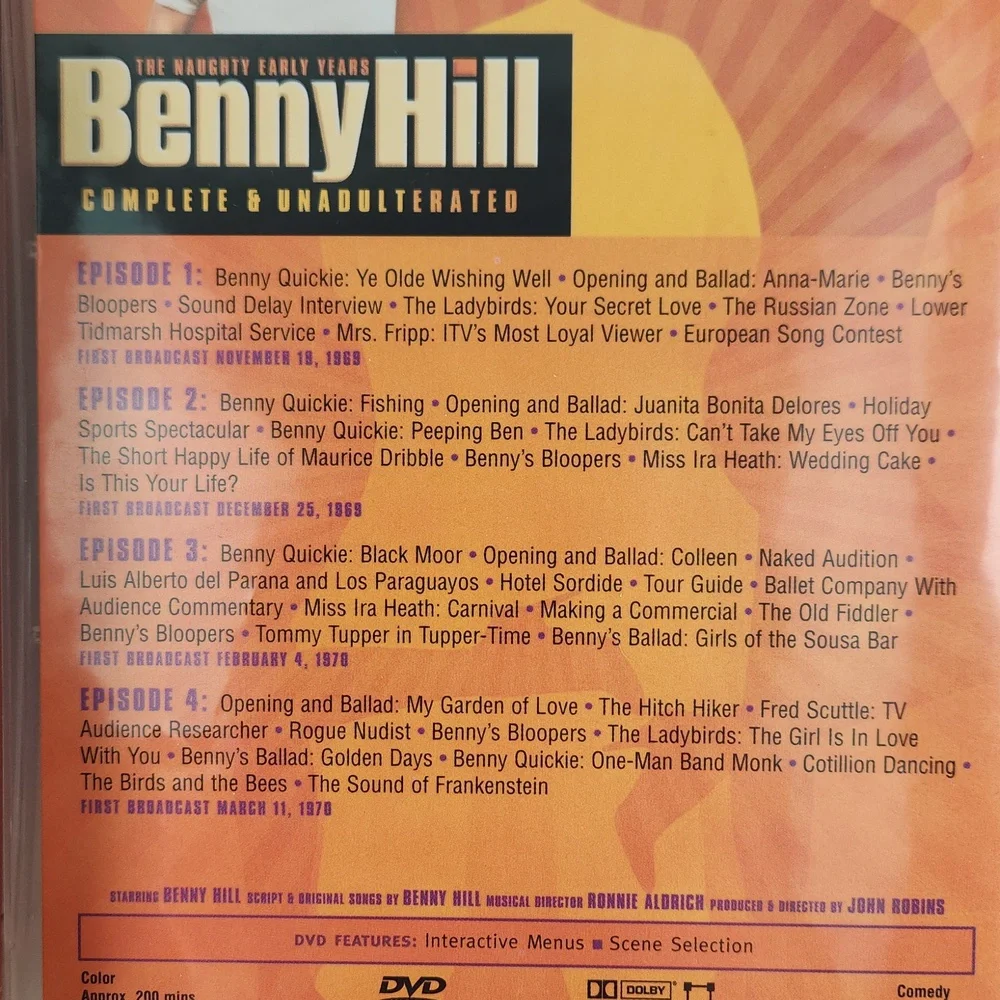 THE NAUGHTY EARLY YEARS
Benny Hill
COMPLETE & UNADULTERATED
EPISODE 1: Benny Quickie: Ye Olde Wishing Well • Opening and Ballad: Anna-Marie • Benny's
Bloopers • Sound Delay Interview • The Ladybirds: Your Secret Love • The Russian Zone • Lower
Tidmarsh Hospital Service • Mrs. Fripp: ITV's Most Loyal Viewer • European Song Contest
FIRST BROADCAST NOVEMBER 19, 1969
EPISODE 2: Benny Quickie: Fishing • Opening and Ballad: Juanita Bonita Delores • Holiday
Sports Spectacular • Benny Quickie: Peeping Ben • The Ladybirds: Can't Take My Eyes Off You •
The Short Happy Life of Maurice Dribble • Benny's Bloopers • Miss Ira Heath: Wedding Cake •
Is This Your Life?
FIRST BROADCAST DECEMBER 25, 1969
EPISODE 3: Benny Quickie: Black Moor • Opening and Ballad: Colleen • Naked Audition •
Luis Alberto del Parana and Los Paraguayos • Hotel Sordide • Tour Guide • Ballet Company With
Audience Commentary • Miss Ira Heath: Carnival • Making a Commercial • The Old Fiddler •
Benny's Bloopers • Tommy Tupper in Tupper-Time • Benny's Ballad: Girls of the Sousa Bar
FIRST BROADCAST FEBRUARY 4, 1970
EPISODE 4: Opening and Ballad: My Garden of Love • The Hitch Hiker • Fred Scuttle: TV
Audience Researcher • Rogue Nudist • Benny's Bloopers • The Ladybirds: The Girl Is In Love
With You • Benny's Ballad: Golden Days • Benny Quickie: One-Man Band Monk • Cotillion Dancing •
The Birds and the Bees • The Sound of Frankenstein
FIRST BROADCAST MARCH 11, 1970
STARRING BENNY HILL SCRIPT & ORIGINAL SONGS BY BENNY HILL MUSICAL DIRECTOR RONNIE ALDRICH PRODUCED & DIRECTED BY JOHN ROBINS
DVD FEATURES: Interactive Menus ■ Scene Selection
Color
Approx. 200 mins
DVD
DOLBY
Comedy